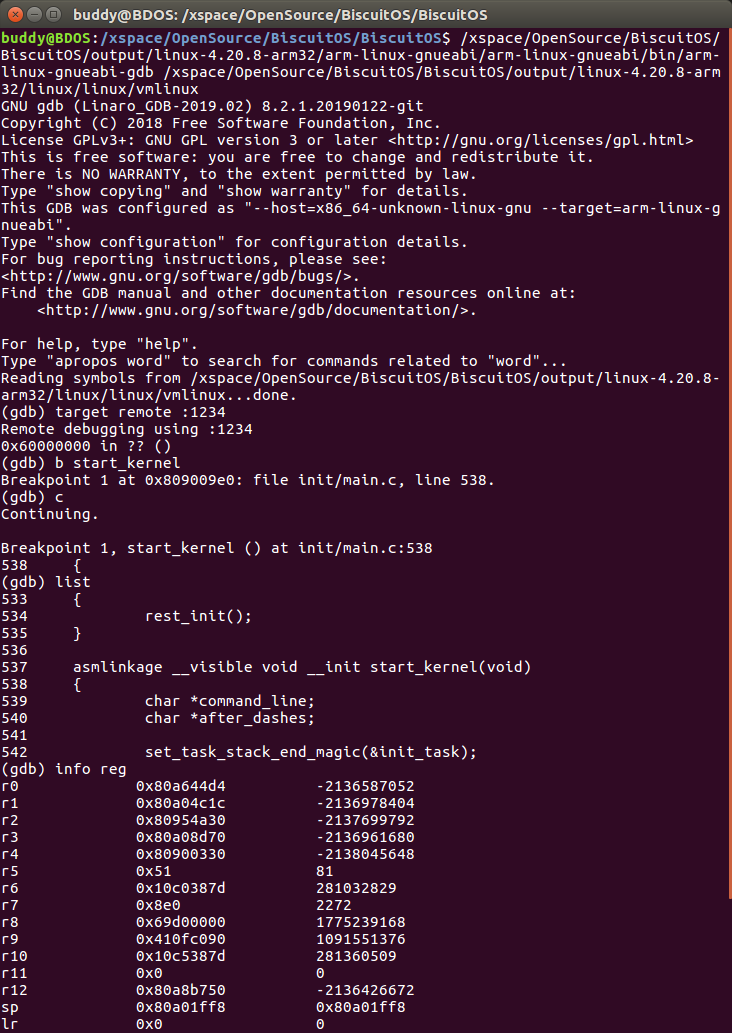 buddy@BDOS: /xspace/OpenSource/BiscuitOS/BiscuitOS
buddy@BDOS:/xspace/OpenSource/BiscuitOS/BiscuitOS$ /xspace/OpenSource/BiscuitOS/
BiscuitOS/output/linux-4.20.8-arm32/arm-linux-gnueabi/arm-linux-gnueabi/bin/arm-
linux-gnueabi-gdb /xspace/OpenSource/BiscuitOS/BiscuitOS/output/linux-4.20.8-arm
32/linux/linux/vmlinux
GNU gdb (Linaro_GDB-2019.02) 8.2.1.20190122-git
Copyright (C) 2018 Free Software Foundation, Inc.
License GPLv3+: GNU GPL version 3 or later <http://gnu.org/licenses/gpl.html>
This is free software: you are free to change and redistribute it.
There is NO WARRANTY, to the extent permitted by law.
Type "show copying" and "show warranty" for details.
This GDB was configured as "--host=x86_64-unknown-linux-gnu --target=arm-linux-g
nueabi".
Type "show configuration" for configuration details.
For bug reporting instructions, please see:
<http://www.gnu.org/software/gdb/bugs/>.
Find the GDB manual and other documentation resources online at:
    <http://www.gnu.org/software/gdb/documentation/>.

For help, type "help".
Type "apropos word" to search for commands related to "word"...
Reading symbols from /xspace/OpenSource/BiscuitOS/BiscuitOS/output/linux-4.20.8-
arm32/linux/linux/vmlinux...done.
(gdb) target remote :1234
Remote debugging using :1234
0x60000000 in ?? ()
(gdb) b start_kernel
Breakpoint 1 at 0x809009e0: file init/main.c, line 538.
(gdb) c
Continuing.

Breakpoint 1, start_kernel () at init/main.c:538
538     {
(gdb) list
533     {
534             rest_init();
535     }
536
537     asmlinkage __visible void __init start_kernel(void)
538     {
539             char *command_line;
540             char *after_dashes;
541
542             set_task_stack_end_magic(&init_task);
(gdb) info reg
r0             0x80a644d4          -2136587052
r1             0x80a04c1c          -2136978404
r2             0x80954a30          -2137699792
r3             0x80a08d70          -2136961680
r4             0x80900330          -2138045648
r5             0x51                81
r6             0x10c0387d          281032829
r7             0x8e0               2272
r8             0x69d00000          1775239168
r9             0x410fc090          1091551376
r10            0x10c5387d          281360509
r11            0x0                 0
r12            0x80a8b750          -2136426672
sp             0x80a01ff8          0x80a01ff8
lr             0x0                 0